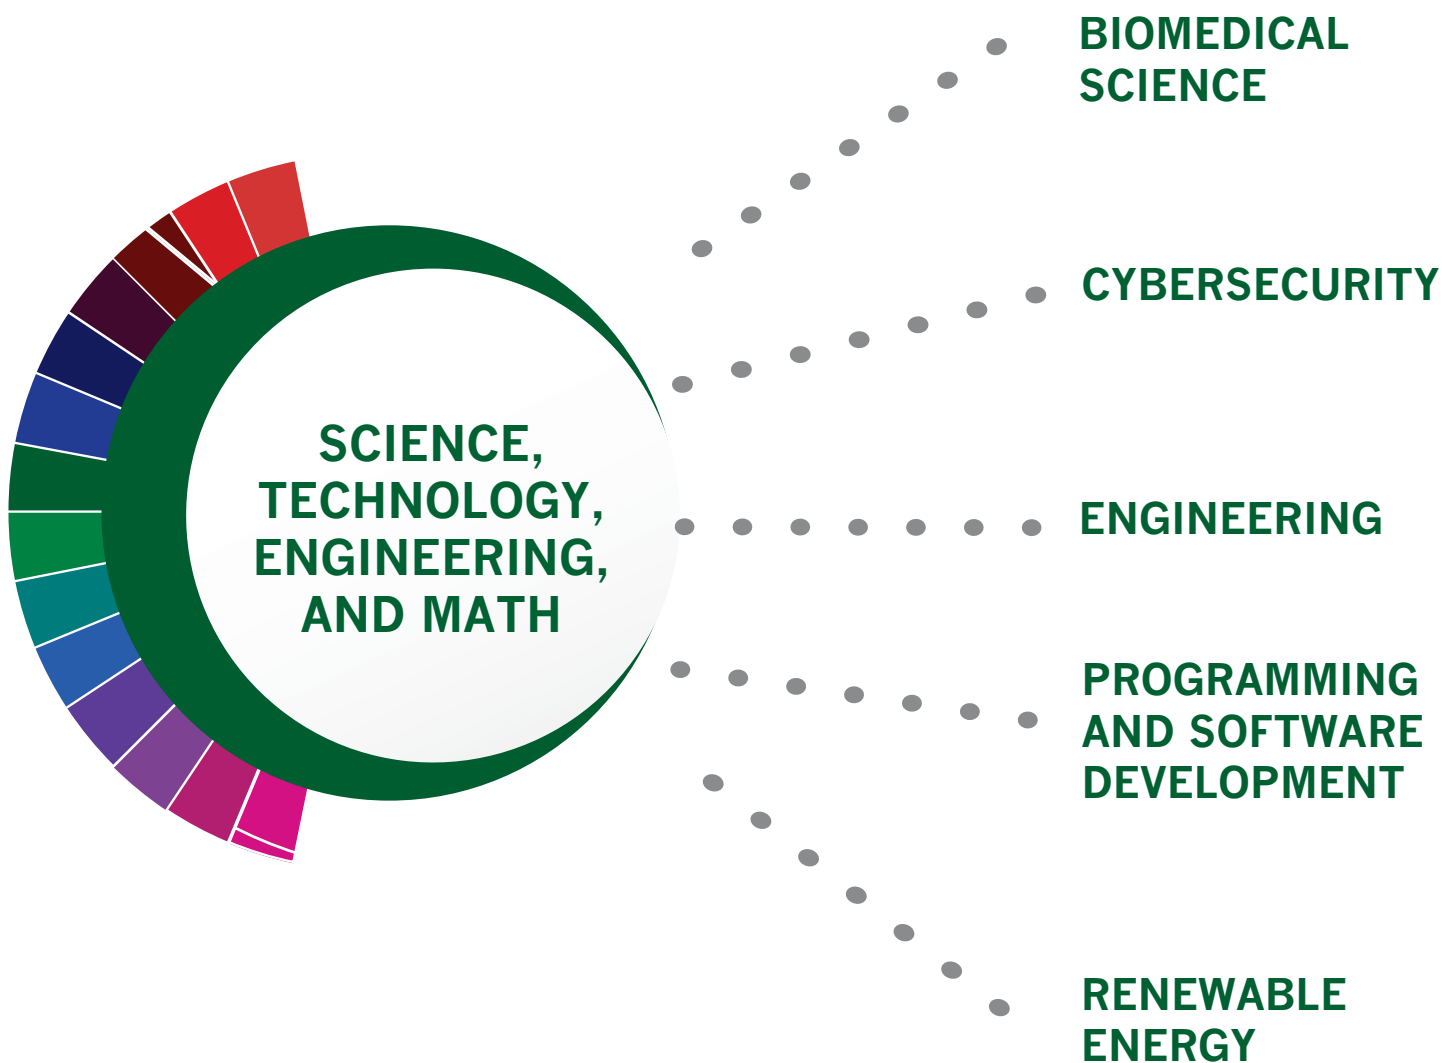 BIOMEDICAL
SCIENCE
CYBERSECURITY
SCIENCE,
TECHNOLOGY,
ENGINEERING,
AND MATH
ENGINEERING
PROGRAMMING
AND SOFTWARE
DEVELOPMENT
RENEWABLE
ENERGY